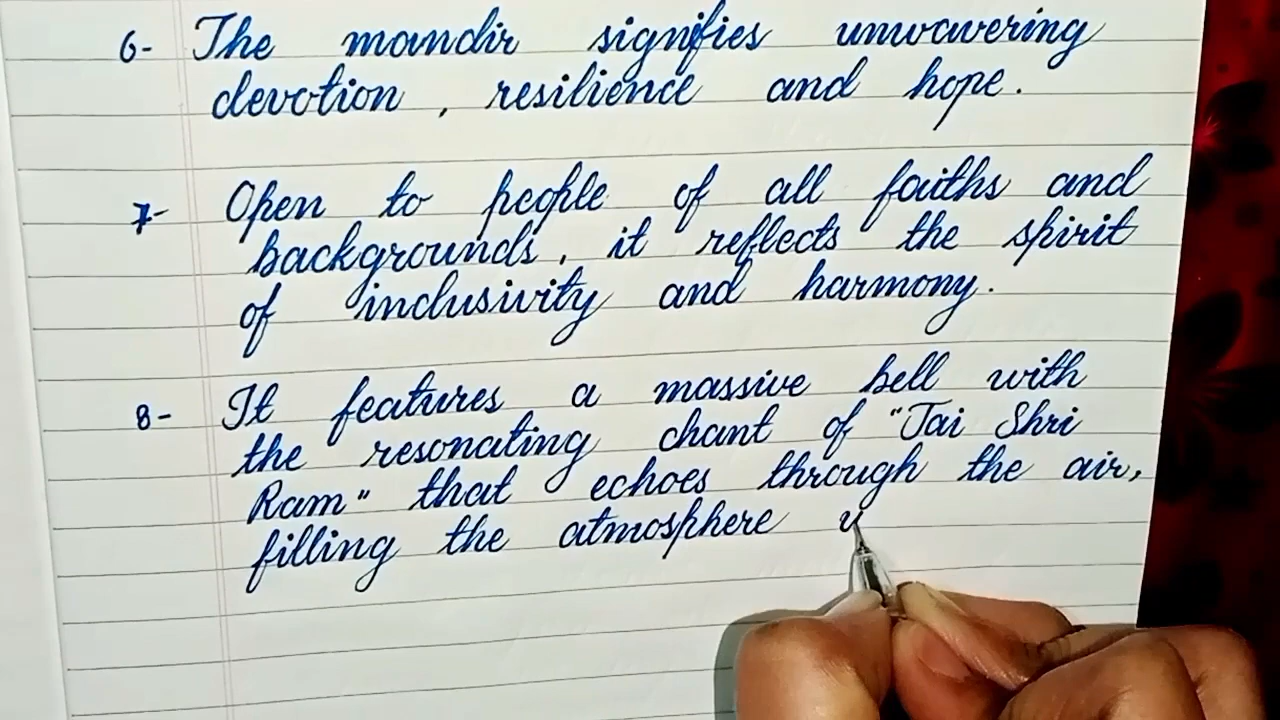 6- The mandir signifies unwavering
devotion, resilience and hope.
7- Open to people of all faiths and
backgrounds, it reflects the spirit
of inclusivity and harmony.
8- It features a massive bell with
the resonating chant of "Jai Shri
Ram" that echoes through the air,
filling the atmosphere